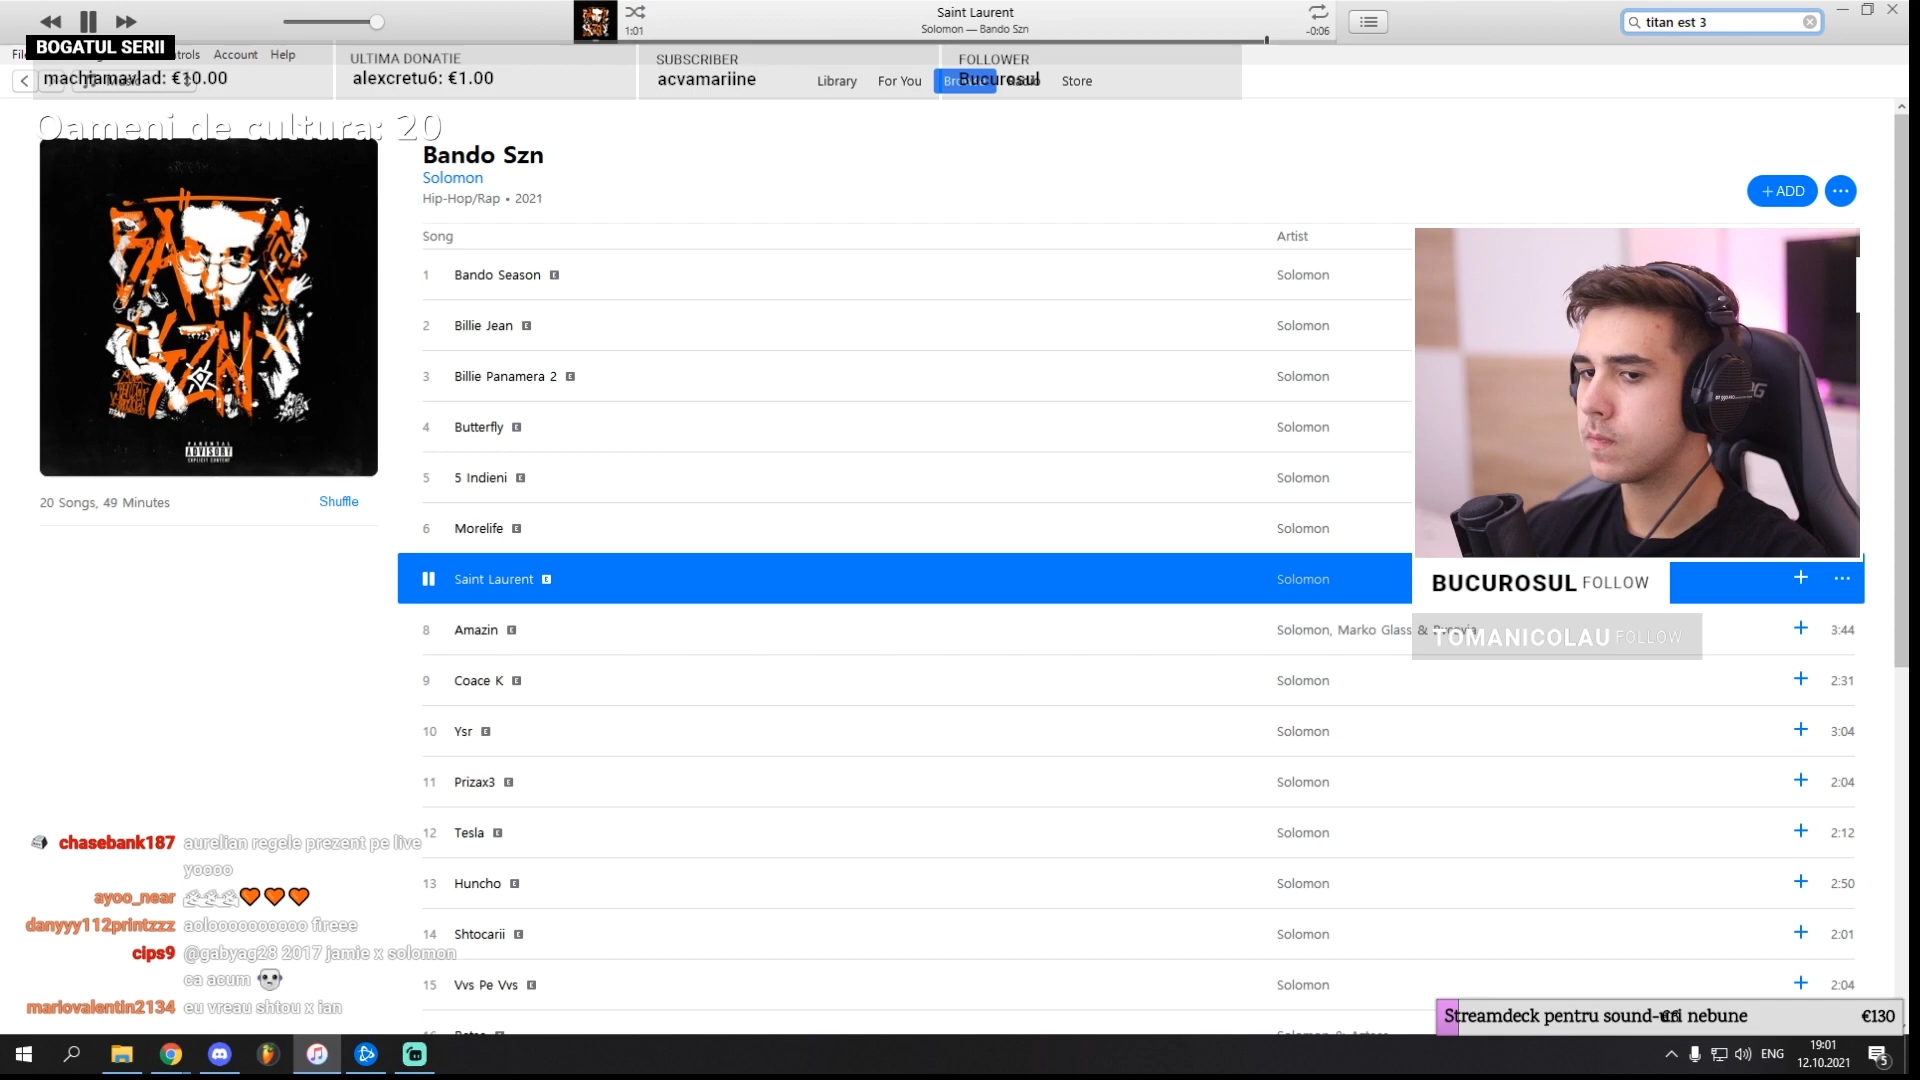 Saint Laurent
Solomon — Bando Szn
1:01
-0:06
titan est 3
BOGATUL SERII
Account
Help
machiamavlad: €10.00
ULTIMA DONATIE
alexcretu6: €1.00
SUBSCRIBER
acvamariine
Library
For You
FOLLOWER
Bucurosul
Store
Oameni de cultura: 20
PARENTAL
ADVISORY
EXPLICIT CONTENT
20 Songs, 49 Minutes
Shuffle
Bando Szn
Solomon
Hip-Hop/Rap • 2021
+ ADD
Song Artist
1 Bando Season E Solomon
2 Billie Jean E Solomon
3 Billie Panamera 2 E Solomon
4 Butterfly E Solomon
5 5 Indieni E Solomon
6 Morelife E Solomon
Saint Laurent E Solomon
8 Amazin E Solomon, Marko Glass & 3:44
9 Coace K E Solomon 2:31
10 Ysr E Solomon 3:04
11 Prizax3 E Solomon 2:04
12 Tesla E Solomon 2:12
13 Huncho E Solomon 2:50
14 Shtocarii E Solomon 2:01
15 Vvs Pe Vvs E Solomon 2:04
BUCUROSUL FOLLOW
TOMANICOLAU FOLLOW
chasebank187 aurelian regele prezent pe live
yoooo
ayoo_near
danyyy112printzzz aoloooooooooo fireee
cips9 @gabyag28 2017 jamie x solomon
ca acum
mariovalentin2134 eu vreau shtou x ian
Streamdeck pentru sound-uri nebune €130
ENG
19:01
12.10.2021
5